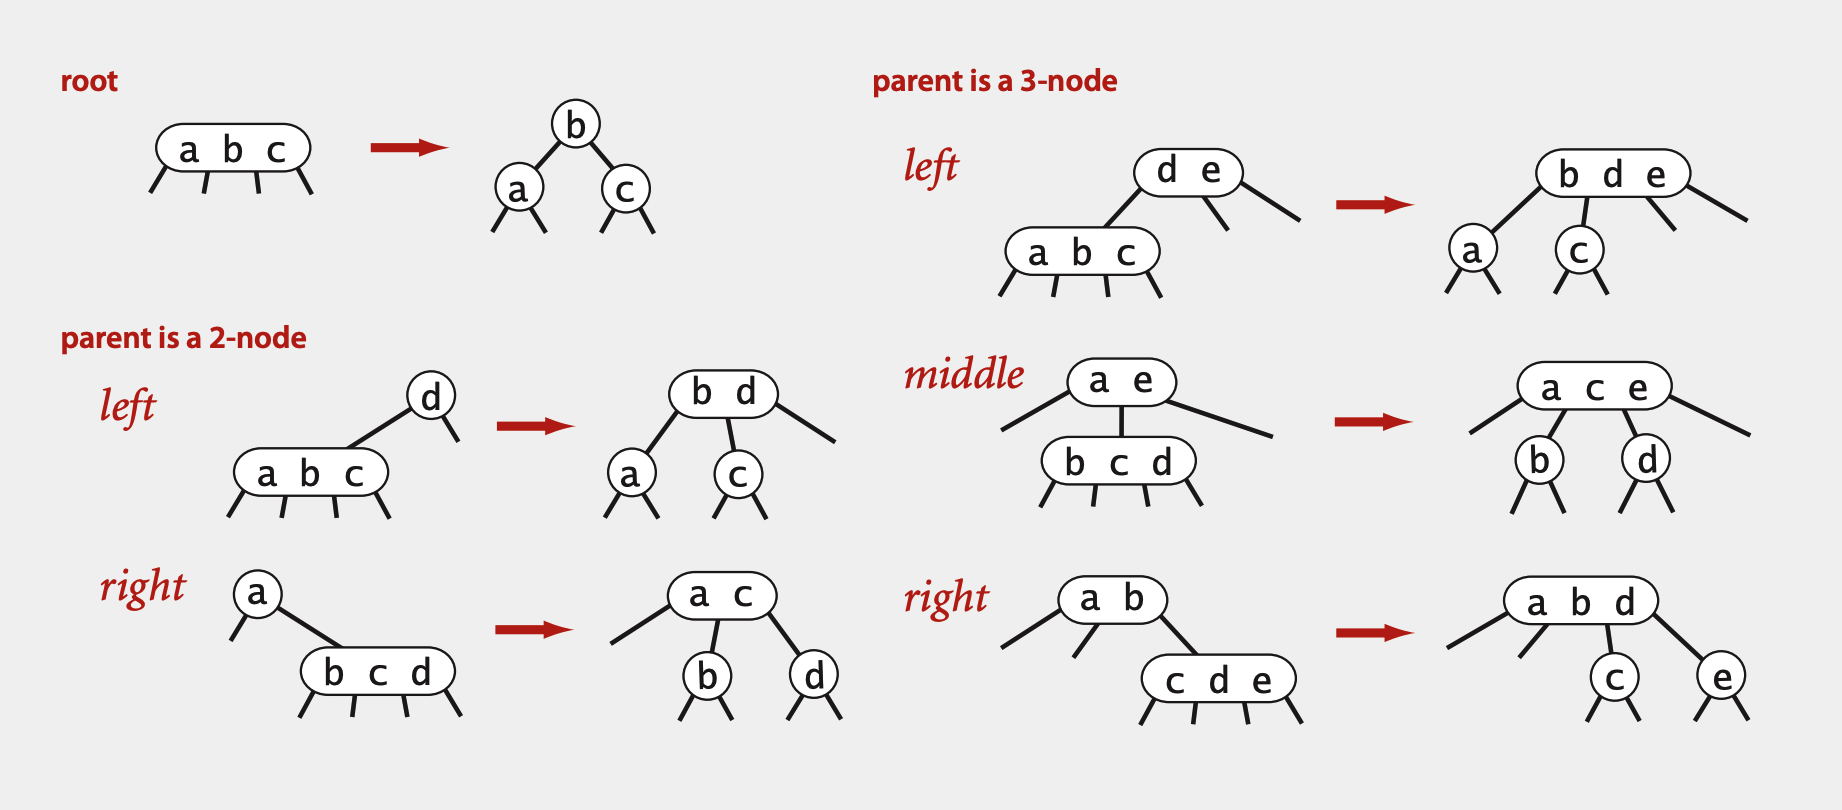 root
a b c
b
a
c
parent is a 2-node
left
d
a b c
b d
a
c
right
a
b c d
a c
b
d
parent is a 3-node
left
d e
a b c
b d e
a
c
middle
a e
b c d
a c e
b
d
right
a b
c d e
a b d
c
e